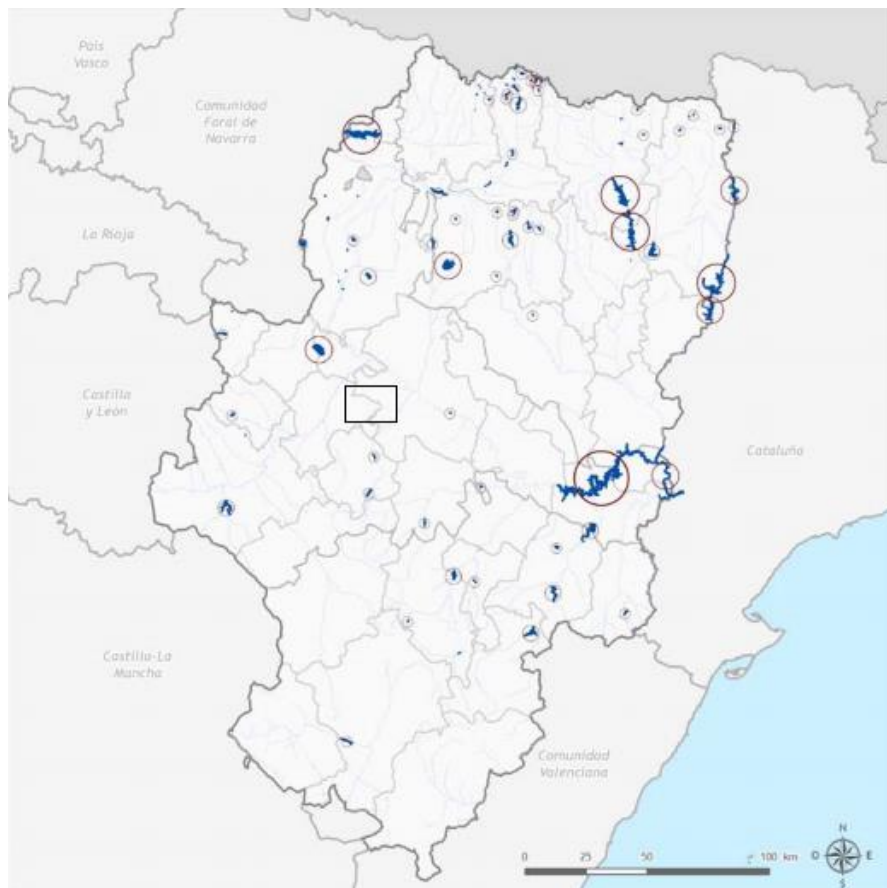 País
Vasco
Comunidad
Foral de
Navarra
La Rioja
Castilla
y León
Cataluña
Castilla-La
Mancha
Comunidad
Valenciana
N
O
E
S
0
25
50
100 km